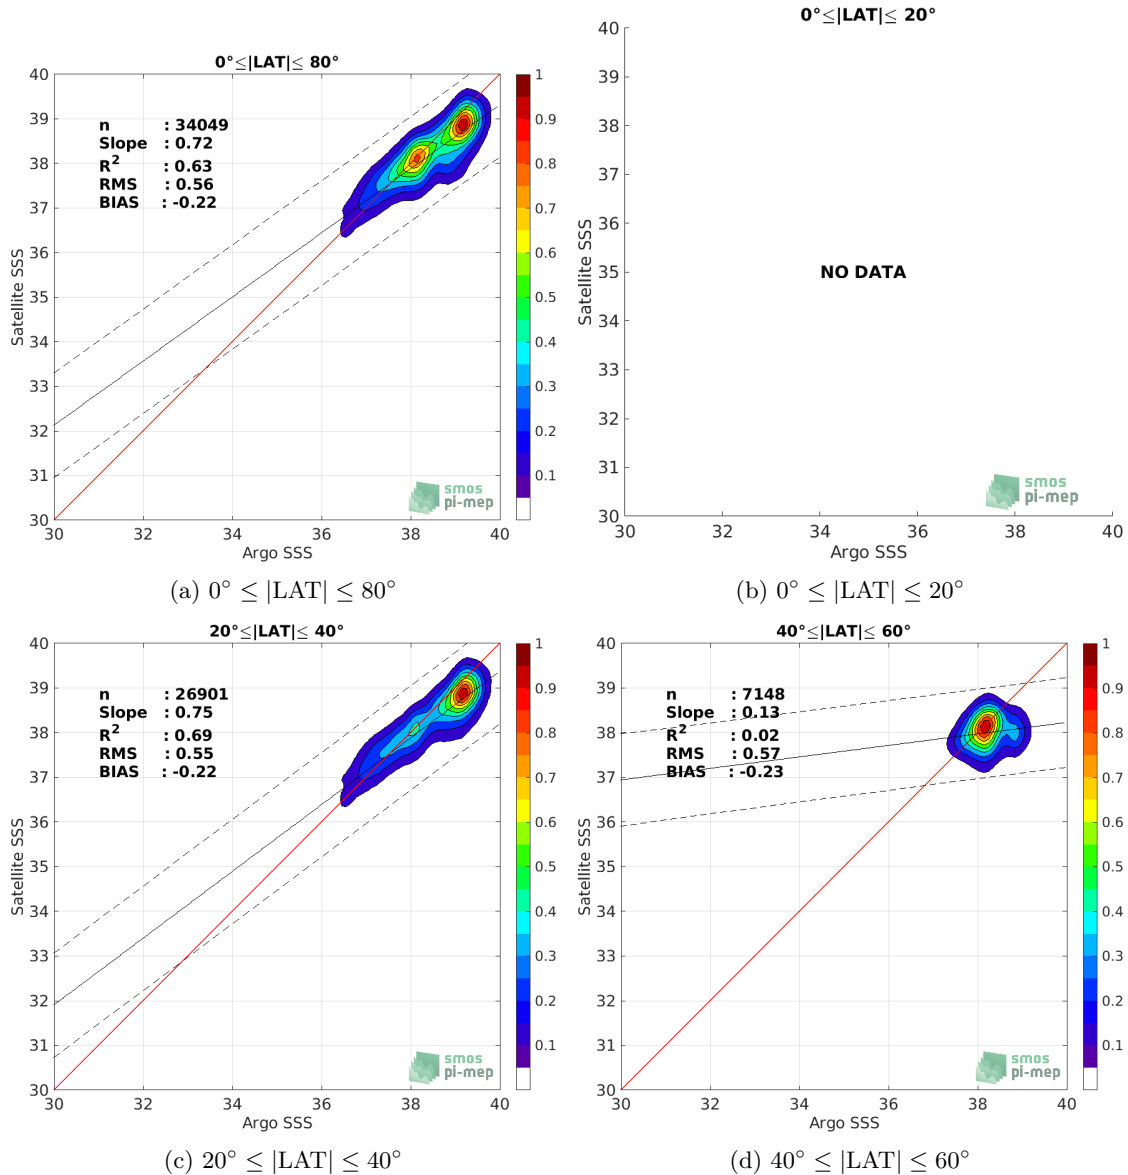 0°≤|LAT|≤ 80°
40
39
38
37
36
35
34
33
32
31
30
Satellite SSS
n : 34049
Slope : 0.72
R² : 0.63
RMS : 0.56
BIAS : -0.22
1
0.9
0.8
0.7
0.6
0.5
0.4
0.3
0.2
0.1
smos
pi-mep
30 32 34 36 38 40
Argo SSS
(a) 0° ≤ |LAT| ≤ 80°
0°≤|LAT|≤ 20°
40
39
38
37
36
35
34
33
32
31
30
Satellite SSS
NO DATA
smos
pi-mep
30 32 34 36 38 40
Argo SSS
(b) 0° ≤ |LAT| ≤ 20°
20°≤|LAT|≤ 40°
40
39
38
37
36
35
34
33
32
31
30
Satellite SSS
n : 26901
Slope : 0.75
R² : 0.69
RMS : 0.55
BIAS : -0.22
1
0.9
0.8
0.7
0.6
0.5
0.4
0.3
0.2
0.1
smos
pi-mep
30 32 34 36 38 40
Argo SSS
(c) 20° ≤ |LAT| ≤ 40°
40°≤|LAT|≤ 60°
40
39
38
37
36
35
34
33
32
31
30
Satellite SSS
n : 7148
Slope : 0.13
R² : 0.02
RMS : 0.57
BIAS : -0.23
1
0.9
0.8
0.7
0.6
0.5
0.4
0.3
0.2
0.1
smos
pi-mep
30 32 34 36 38 40
Argo SSS
(d) 40° ≤ |LAT| ≤ 60°